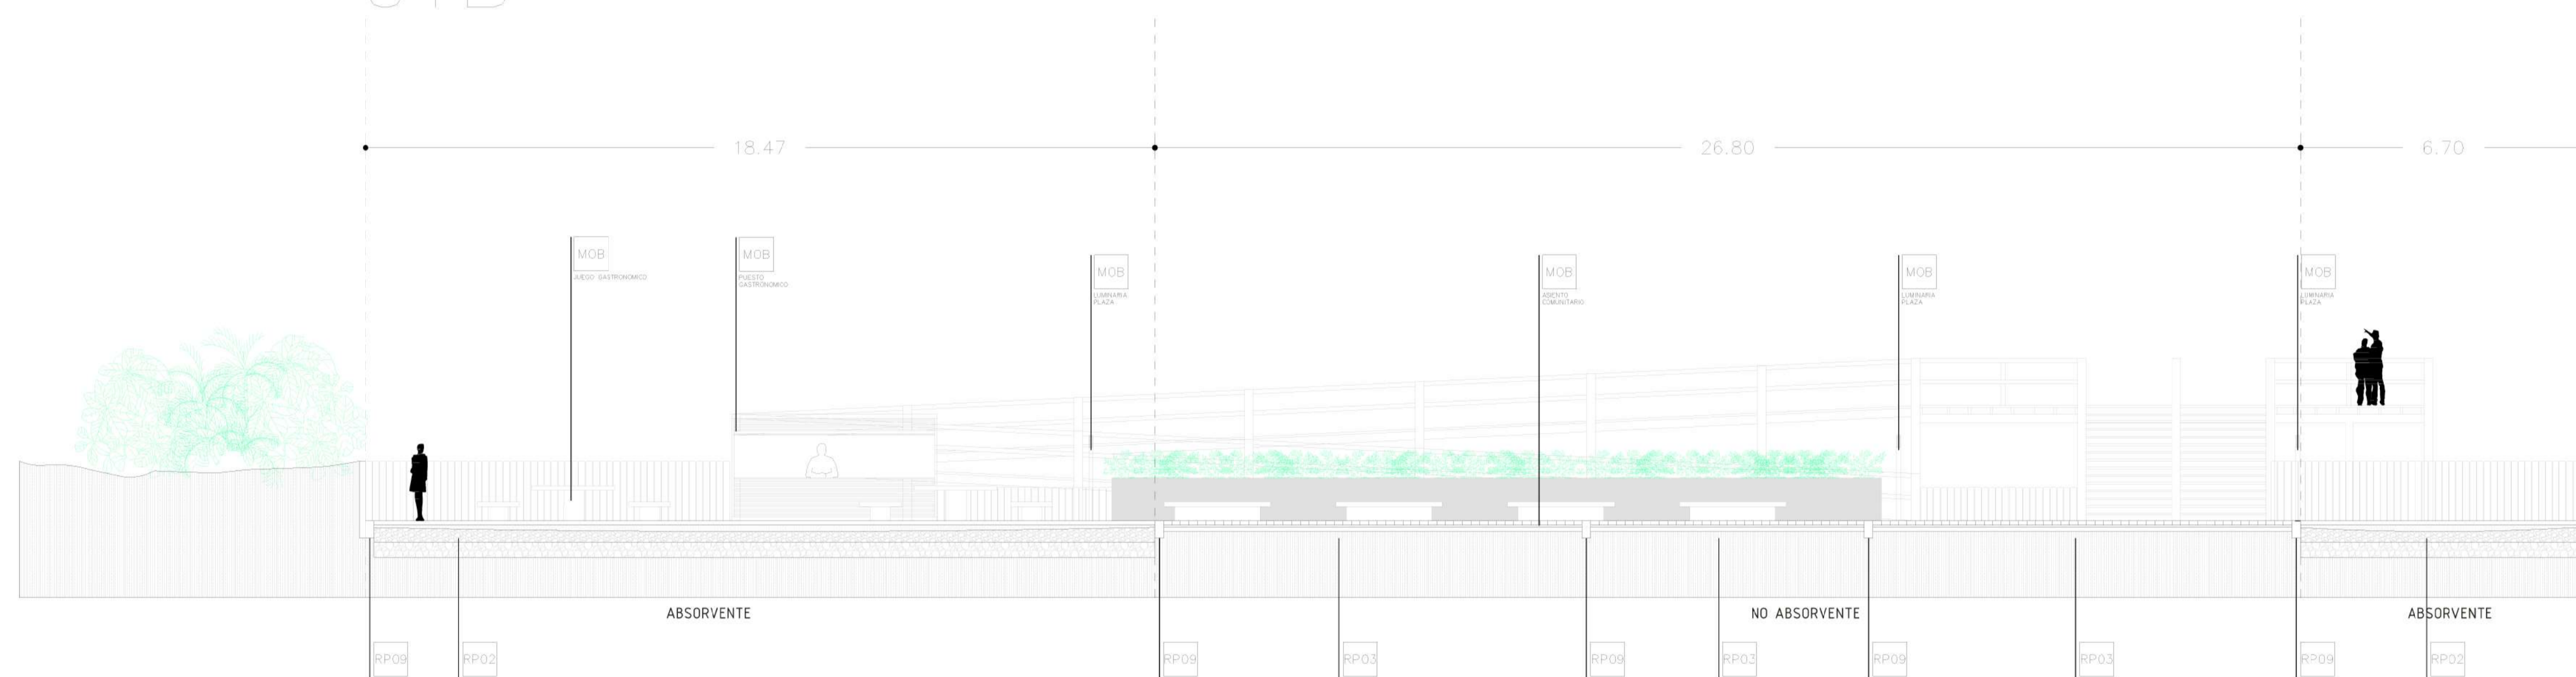 18.47
26.80
6.70
MOB
JUEGO GASTRONOMICO
MOB
PUESTO
GASTRONOMICO
MOB
LUMINARIA
PLAZA
MOB
ASIENTO
COMUNITARIO
MOB
LUMINARIA
PLAZA
MOB
LUMINARIA
PLAZA
ABSORVENTE
NO ABSORVENTE
ABSORVENTE
RP09
RP02
RP09
RP03
RP09
RP03
RP09
RP03
RP09
RP02